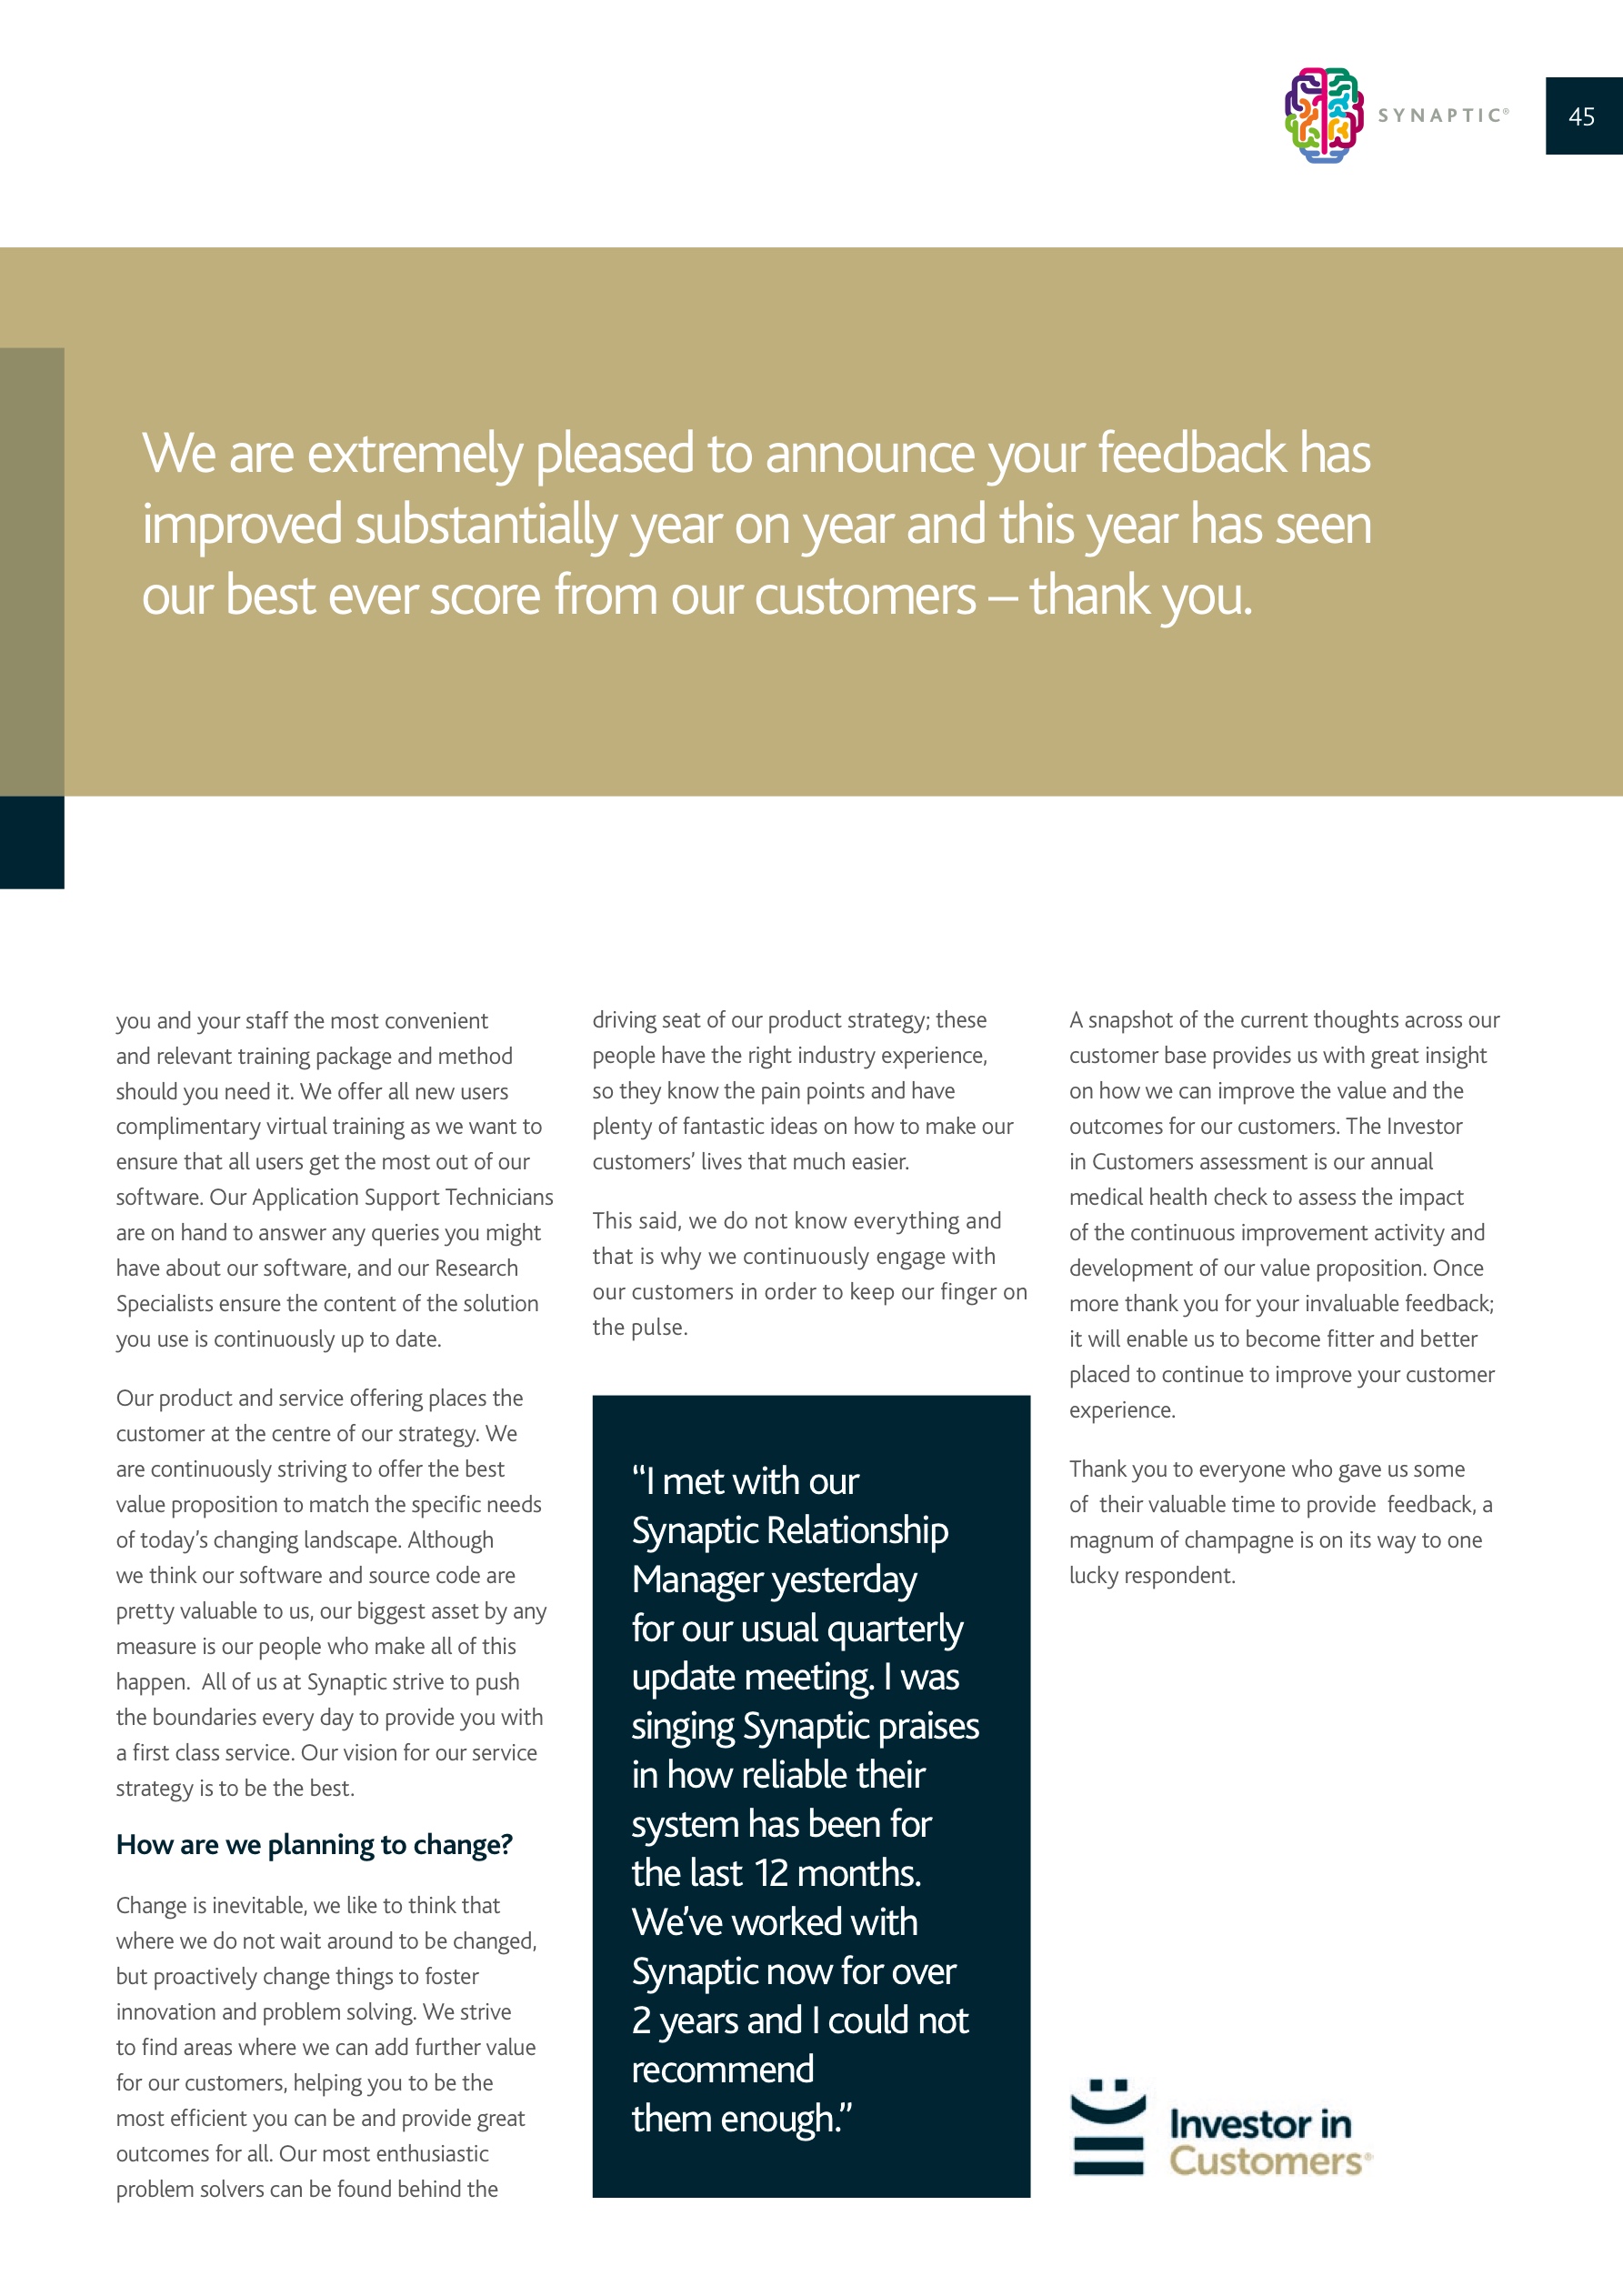 SYNAPTIC®
45
We are extremely pleased to announce your feedback has
improved substantially year on year and this year has seen
our best ever score from our customers – thank you.
you and your staff the most convenient
and relevant training package and method
should you need it. We offer all new users
complimentary virtual training as we want to
ensure that all users get the most out of our
software. Our Application Support Technicians
are on hand to answer any queries you might
have about our software, and our Research
Specialists ensure the content of the solution
you use is continuously up to date.
Our product and service offering places the
customer at the centre of our strategy. We
are continuously striving to offer the best
value proposition to match the specific needs
of today’s changing landscape. Although
we think our software and source code are
pretty valuable to us, our biggest asset by any
measure is our people who make all of this
happen.  All of us at Synaptic strive to push
the boundaries every day to provide you with
a first class service. Our vision for our service
strategy is to be the best.
How are we planning to change?
Change is inevitable, we like to think that
where we do not wait around to be changed,
but proactively change things to foster
innovation and problem solving. We strive
to find areas where we can add further value
for our customers, helping you to be the
most efficient you can be and provide great
outcomes for all. Our most enthusiastic
problem solvers can be found behind the
driving seat of our product strategy; these
people have the right industry experience,
so they know the pain points and have
plenty of fantastic ideas on how to make our
customers’ lives that much easier.
This said, we do not know everything and
that is why we continuously engage with
our customers in order to keep our finger on
the pulse.
“I met with our
Synaptic Relationship
Manager yesterday
for our usual quarterly
update meeting. I was
singing Synaptic praises
in how reliable their
system has been for
the last 12 months.
We’ve worked with
Synaptic now for over
2 years and I could not
recommend
them enough.”
A snapshot of the current thoughts across our
customer base provides us with great insight
on how we can improve the value and the
outcomes for our customers. The Investor
in Customers assessment is our annual
medical health check to assess the impact
of the continuous improvement activity and
development of our value proposition. Once
more thank you for your invaluable feedback;
it will enable us to become fitter and better
placed to continue to improve your customer
experience.
Thank you to everyone who gave us some
of  their valuable time to provide  feedback, a
magnum of champagne is on its way to one
lucky respondent.
Investor in
Customers®